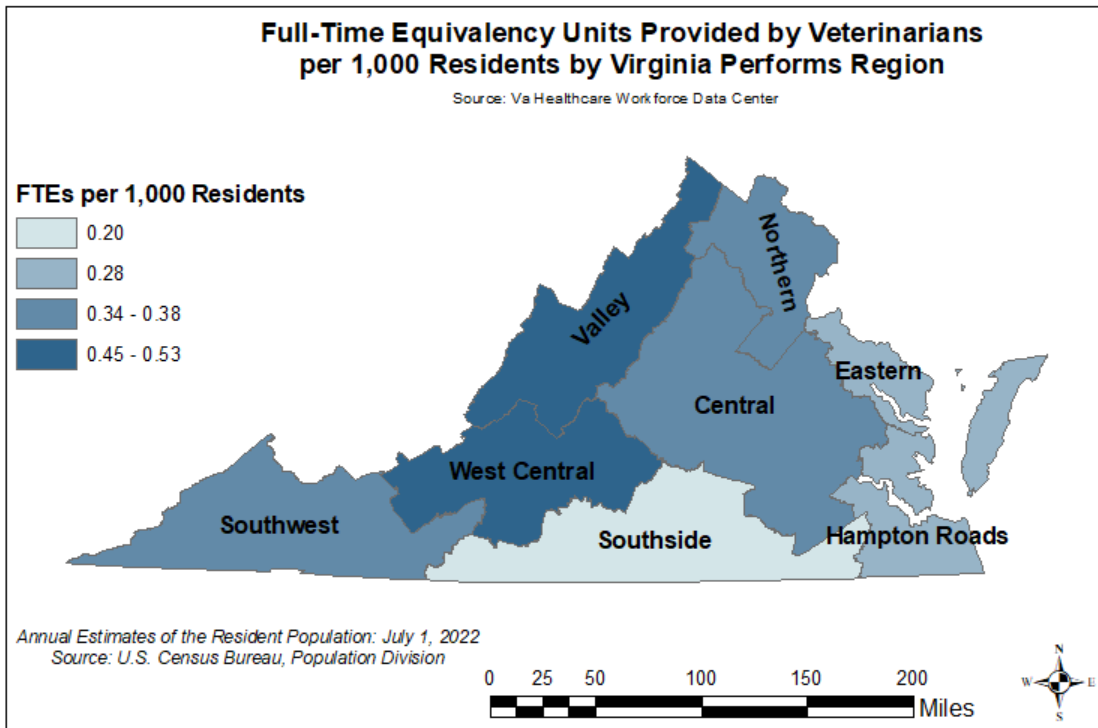 Full-Time Equivalency Units Provided by Veterinarians
per 1,000 Residents by Virginia Performs Region
Source: Va Healthcare Workforce Data Center
FTEs per 1,000 Residents
0.20
0.28
0.34 - 0.38
0.45 - 0.53
Northern
Valley
Eastern
Central
West Central
Southwest
Southside
Hampton Roads
Annual Estimates of the Resident Population: July 1, 2022
Source: U.S. Census Bureau, Population Division
0 25 50 100 150 200
Miles
N
W E
S